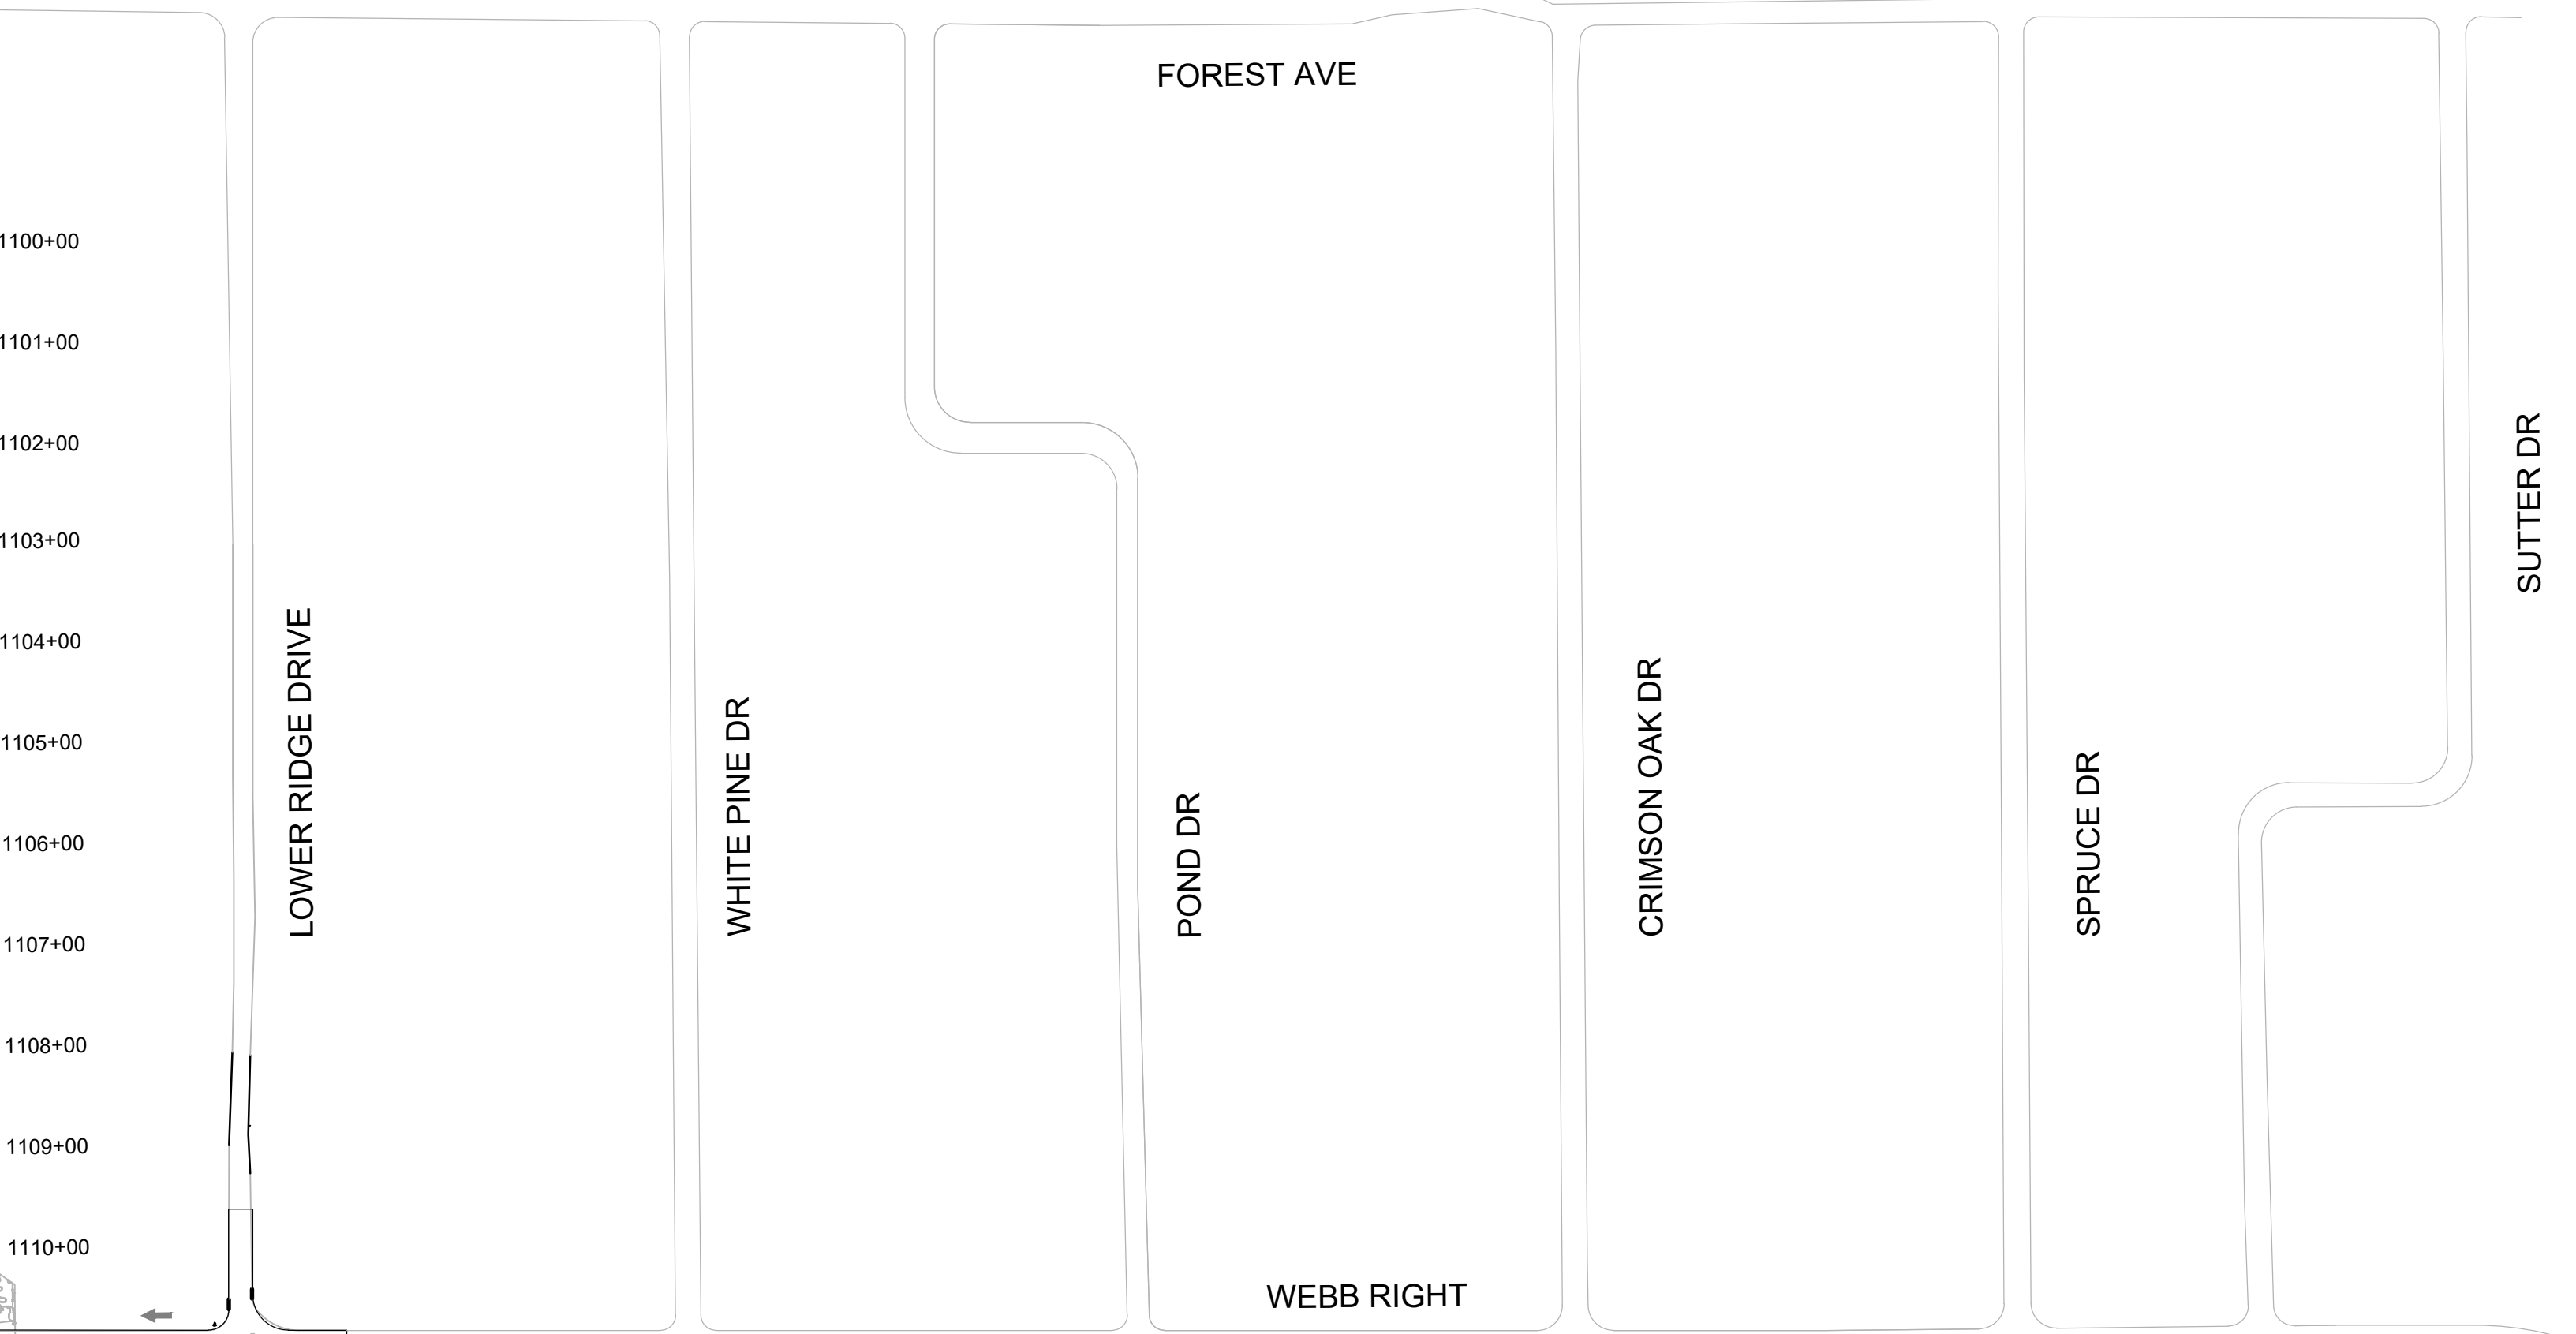 FOREST AVE
1100+00
1101+00
1102+00
1103+00
1104+00
1105+00
1106+00
1107+00
1108+00
1109+00
1110+00
LOWER RIDGE DRIVE
WHITE PINE DR
POND DR
CRIMSON OAK DR
SPRUCE DR
SUTTER DR
WEBB RIGHT